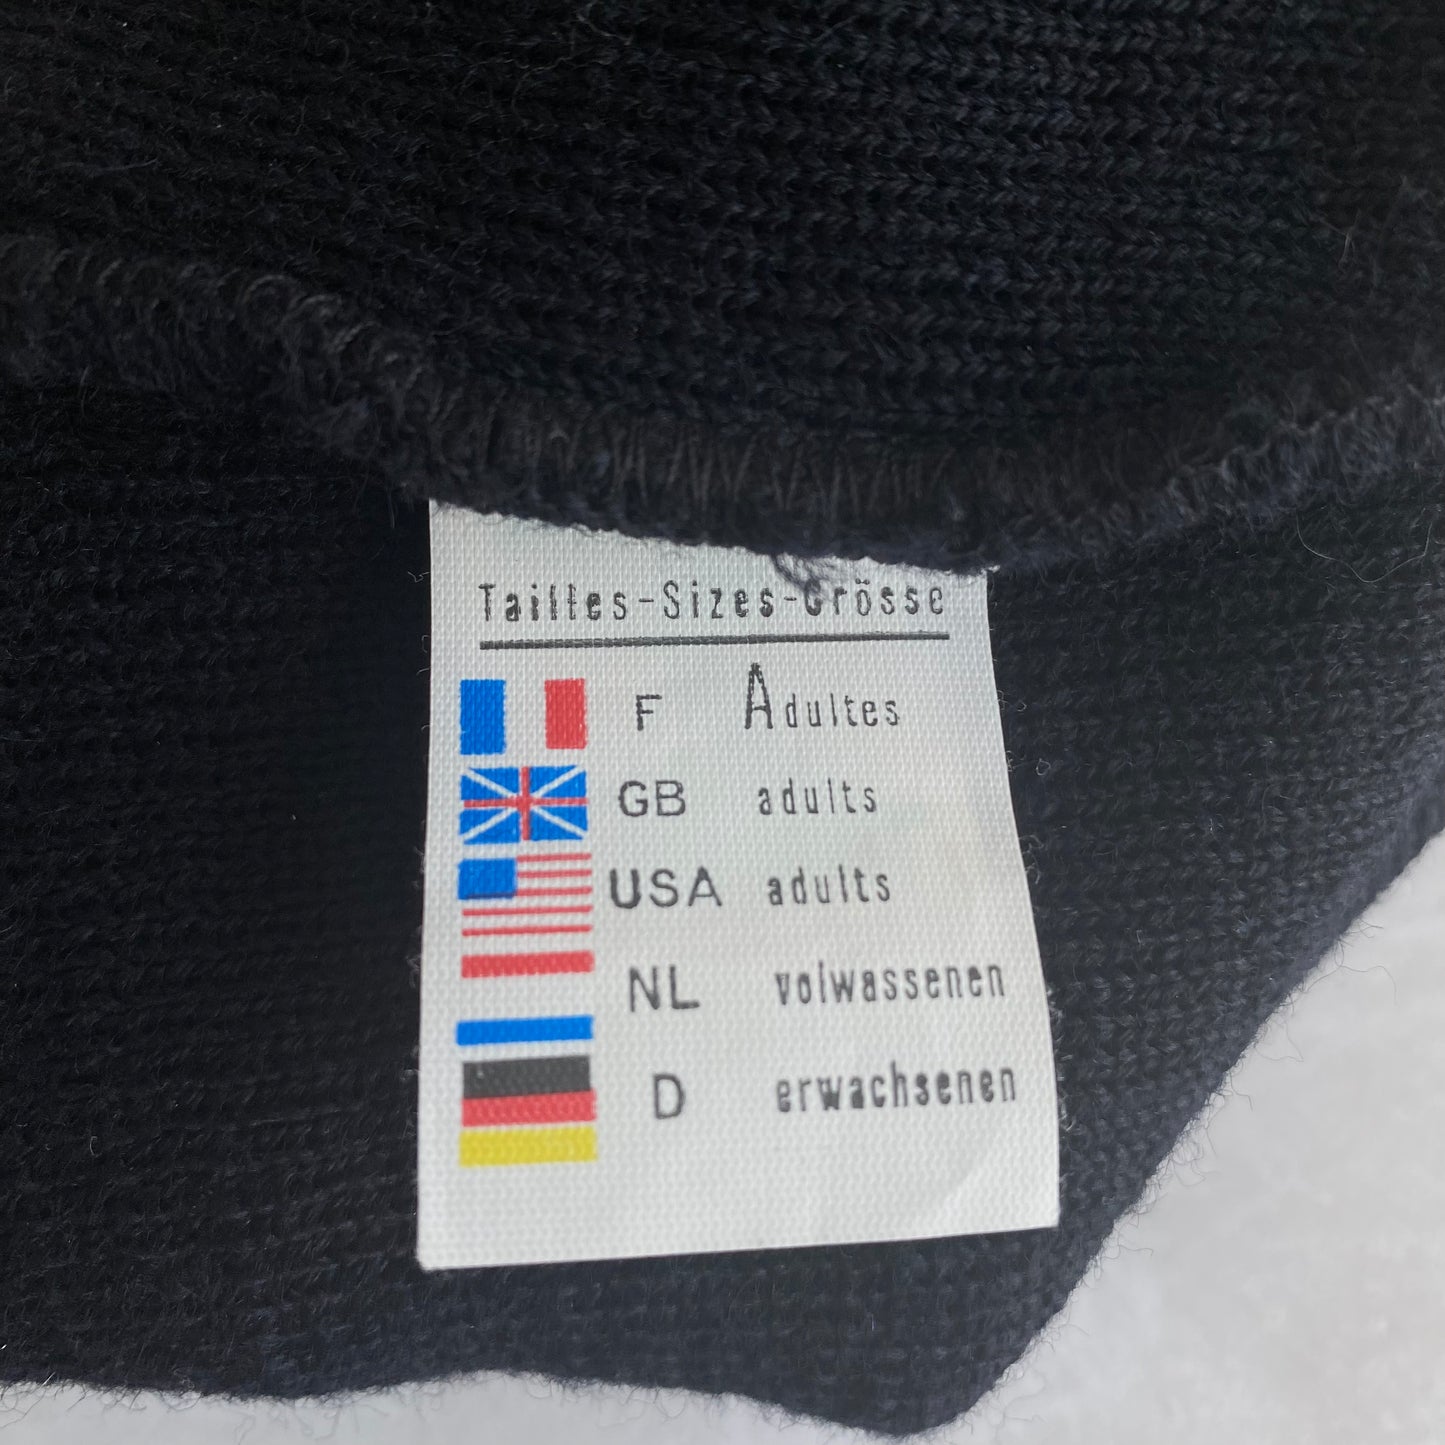 Tailles-Sizes-Grösse
F Adultes
GB adults
USA adults
NL volwassenen
D erwachsenen